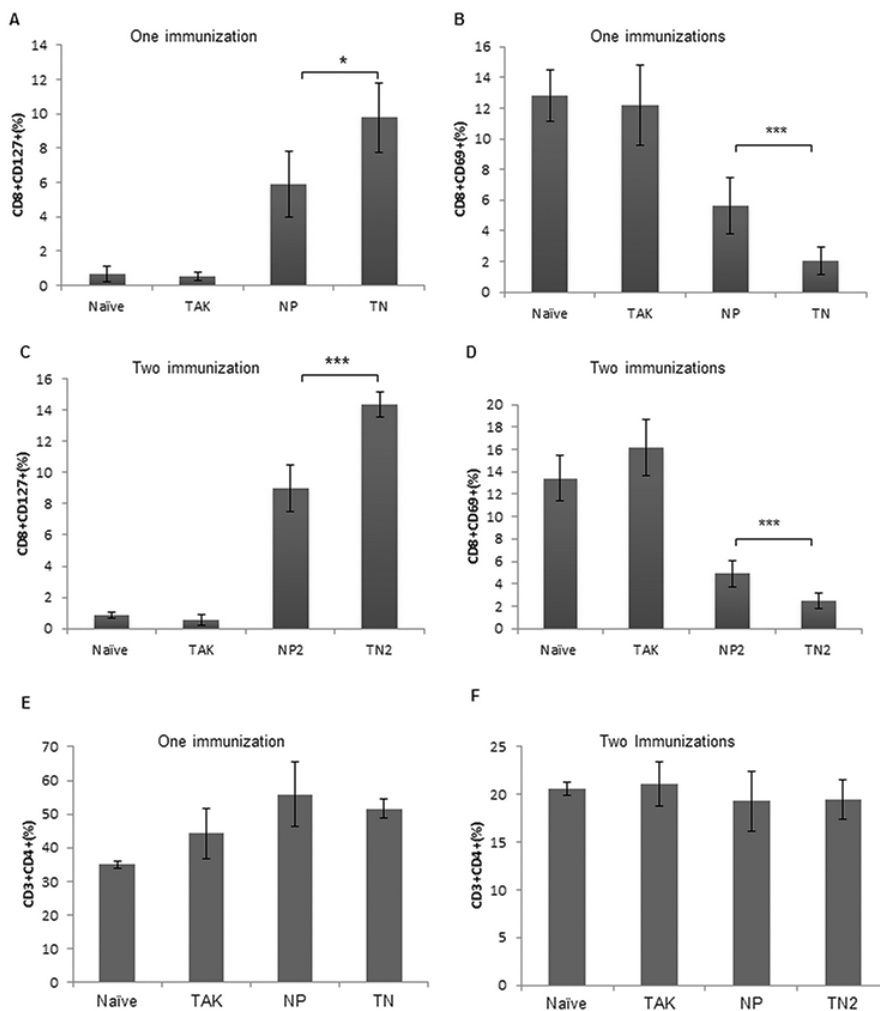 A
One immunization
CD8+CD127+(%)
14
12
10
8
6
4
2
0
*
Naïve TAK NP TN
B
One immunizations
CD8+CD69+(%)
16
14
12
10
8
6
4
2
0
***
Naïve TAK NP TN
C
Two immunization
CD8+CD127+(%)
16
14
12
10
8
6
4
2
0
***
Naïve TAK NP2 TN2
D
Two immunizations
CD8+CD69+(%)
20
18
16
14
12
10
8
6
4
2
0
***
Naïve TAK NP2 TN2
E
One immunization
CD3+CD4+(%)
70
60
50
40
30
20
10
0
Naïve TAK NP TN
F
Two Immunizations
CD3+CD4+(%)
25
20
15
10
5
0
Naïve TAK NP TN2